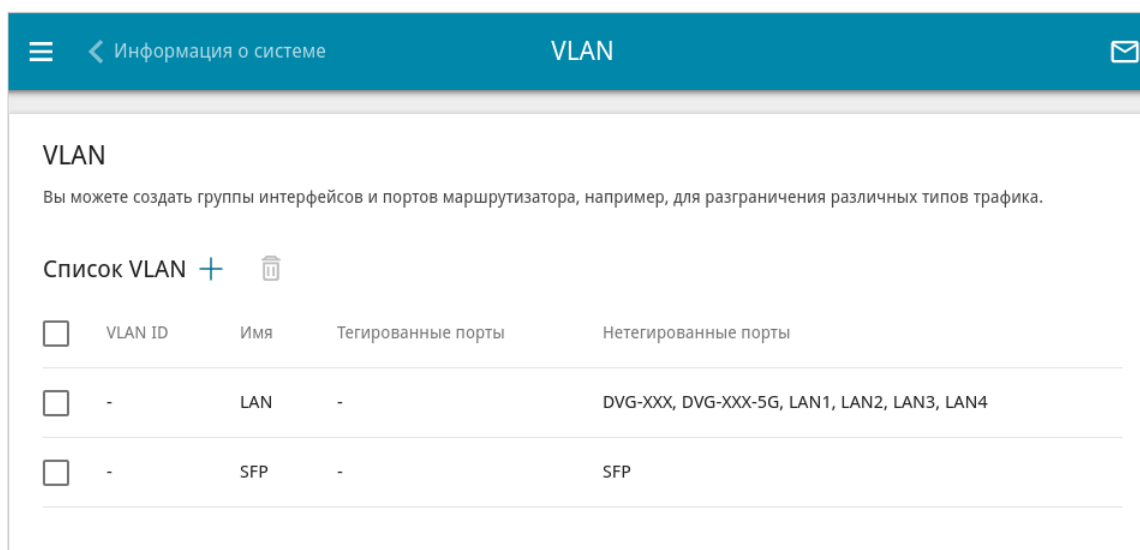 Информация о системе VLAN
VLAN
Вы можете создать группы интерфейсов и портов маршрутизатора, например, для разграничения различных типов трафика.
Список VLAN
VLAN ID Имя Тегированные порты Нетегированные порты
- LAN - DVG-XXX, DVG-XXX-5G, LAN1, LAN2, LAN3, LAN4
- SFP - SFP